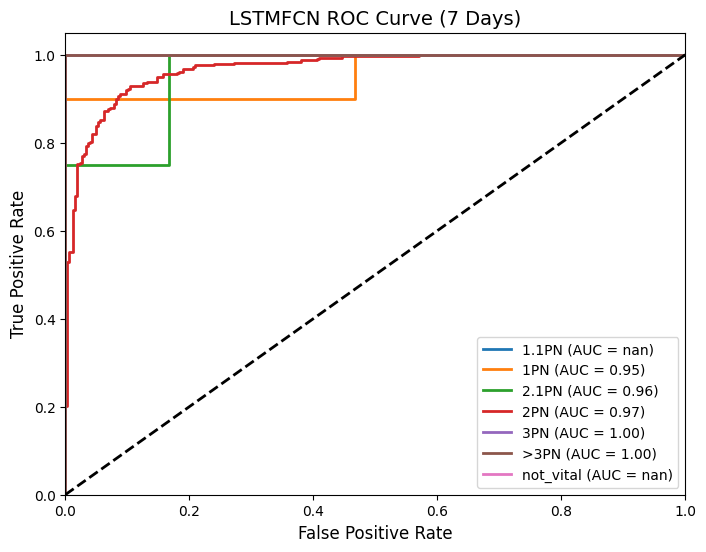 LSTMFCN ROC Curve (7 Days)
True Positive Rate
1.0
0.8
0.6
0.4
0.2
0.0
1.1PN (AUC = nan)
1PN (AUC = 0.95)
2.1PN (AUC = 0.96)
2PN (AUC = 0.97)
3PN (AUC = 1.00)
>3PN (AUC = 1.00)
not_vital (AUC = nan)
0.0 0.2 0.4 0.6 0.8 1.0
False Positive Rate